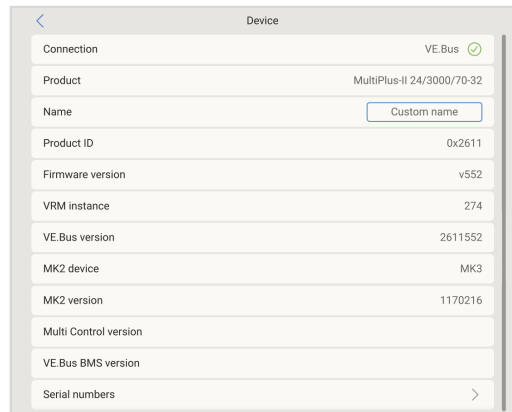 Device
Connection VE.Bus
Product MultiPlus-II 24/3000/70-32
Name Custom name
Product ID 0x2611
Firmware version v552
VRM instance 274
VE.Bus version 2611552
MK2 device MK3
MK2 version 1170216
Multi Control version
VE.Bus BMS version
Serial numbers